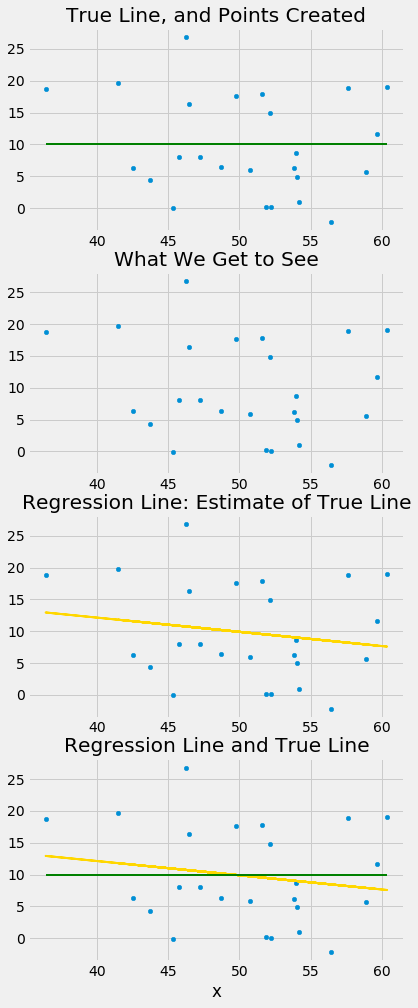 True Line, and Points Created
25
20
15
10
5
0
40 45 50 55 60
What We Get to See
25
20
15
10
5
0
40 45 50 55 60
Regression Line: Estimate of True Line
25
20
15
10
5
0
40 45 50 55 60
Regression Line and True Line
25
20
15
10
5
0
40 45 50 55 60
x